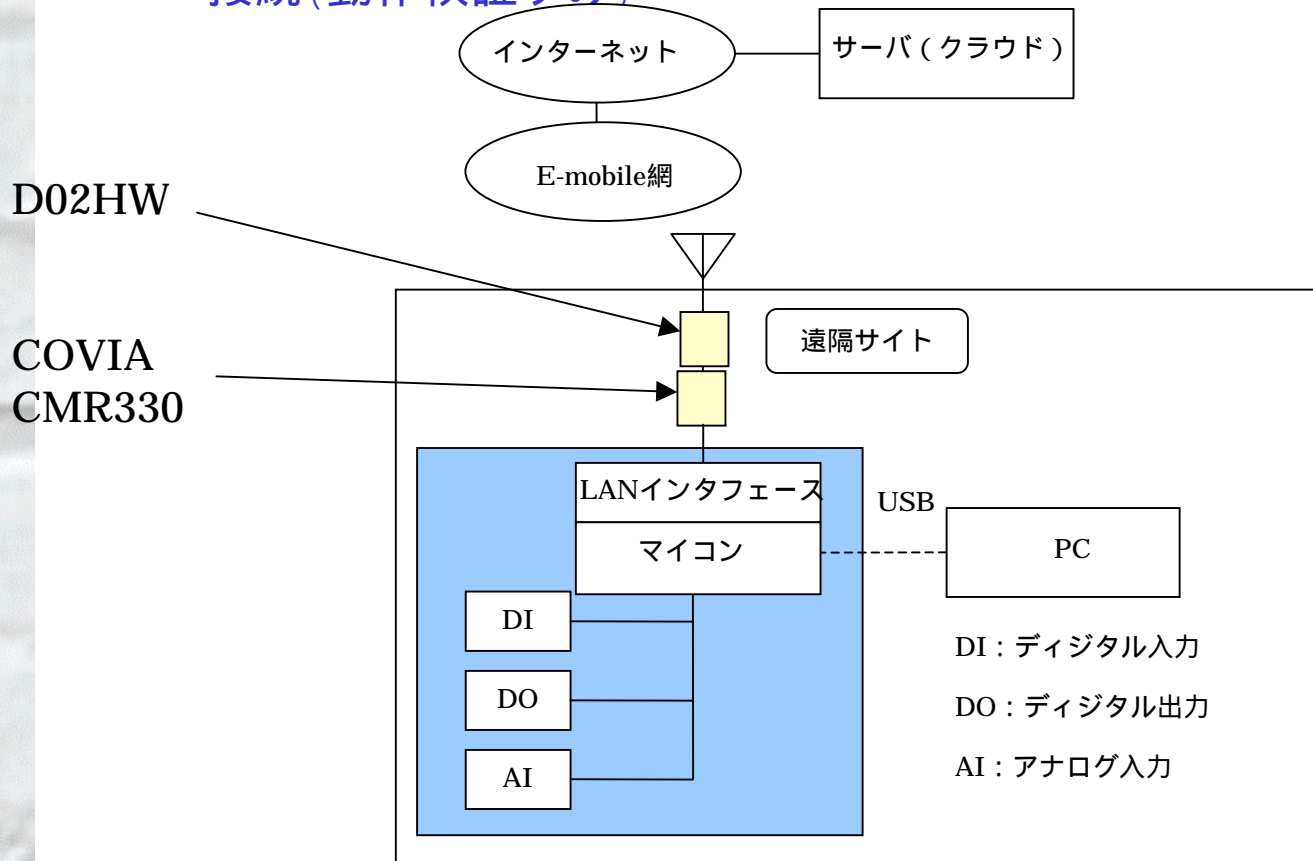 インターネット
サーバ（クラウド）
E-mobile網
D02HW
遠隔サイト
COVIA
CMR330
LANインタフェース
USB
マイコン
PC
DI
DI：ディジタル入力
DO
DO：ディジタル出力
AI
AI：アナログ入力